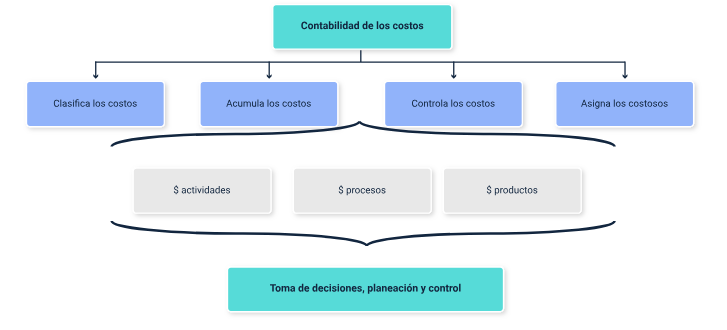 Contabilidad de los costos
Clasifica los costos
Acumula los costos
Controla los costos
Asigna los costosos
$ actividades
$ procesos
$ productos
Toma de decisiones, planeación y control